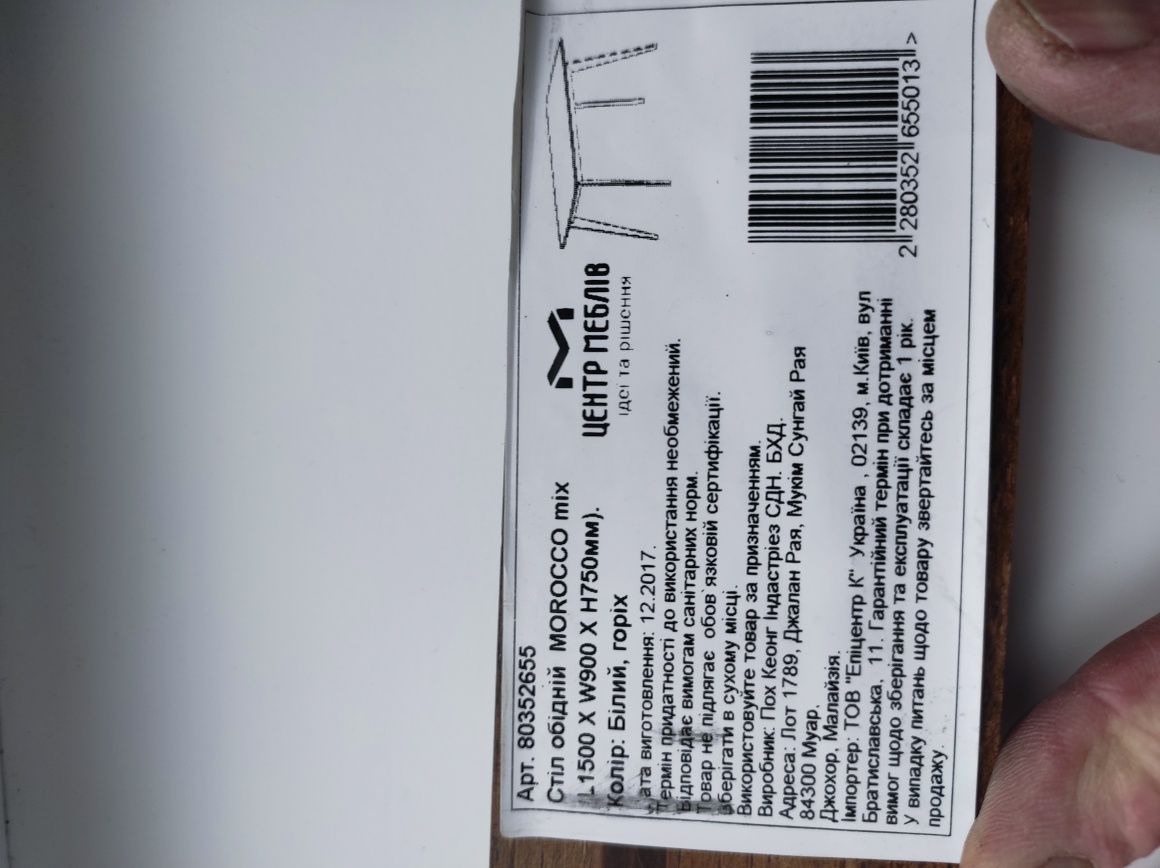 Арт. 80352655
Стіл обідній MOROCCO mix
L1500 X W900 X H750мм).
Колір: Білий, горіх
ЦЕНТР МЕБЛІВ
ідеї та рішення
Дата виготовлення: 12.2017.
Термін придатності до використання необмежений.
Відповідає вимогам санітарних норм.
Товар не підлягає обов`язковій сертифікації.
Зберігати в сухому місці.
Використовуйте товар за призначенням.
Виробник: Пох Кеонг Індастріез СДН. БХД.
Адреса: Лот 1789, Джалан Рая, Мукім Сунгай Рая
84300 Муар.
Джохор, Малайзія.
Імпортер: ТОВ "Епіцентр К" Україна , 02139, м.Київ, вул
Братиславська, 11. Гарантійний термін при дотриманні
вимог щодо зберігання та експлуатації складає 1 рік.
У випадку питань щодо товару звертайтесь за місцем
продажу.
2 280352 655013 >